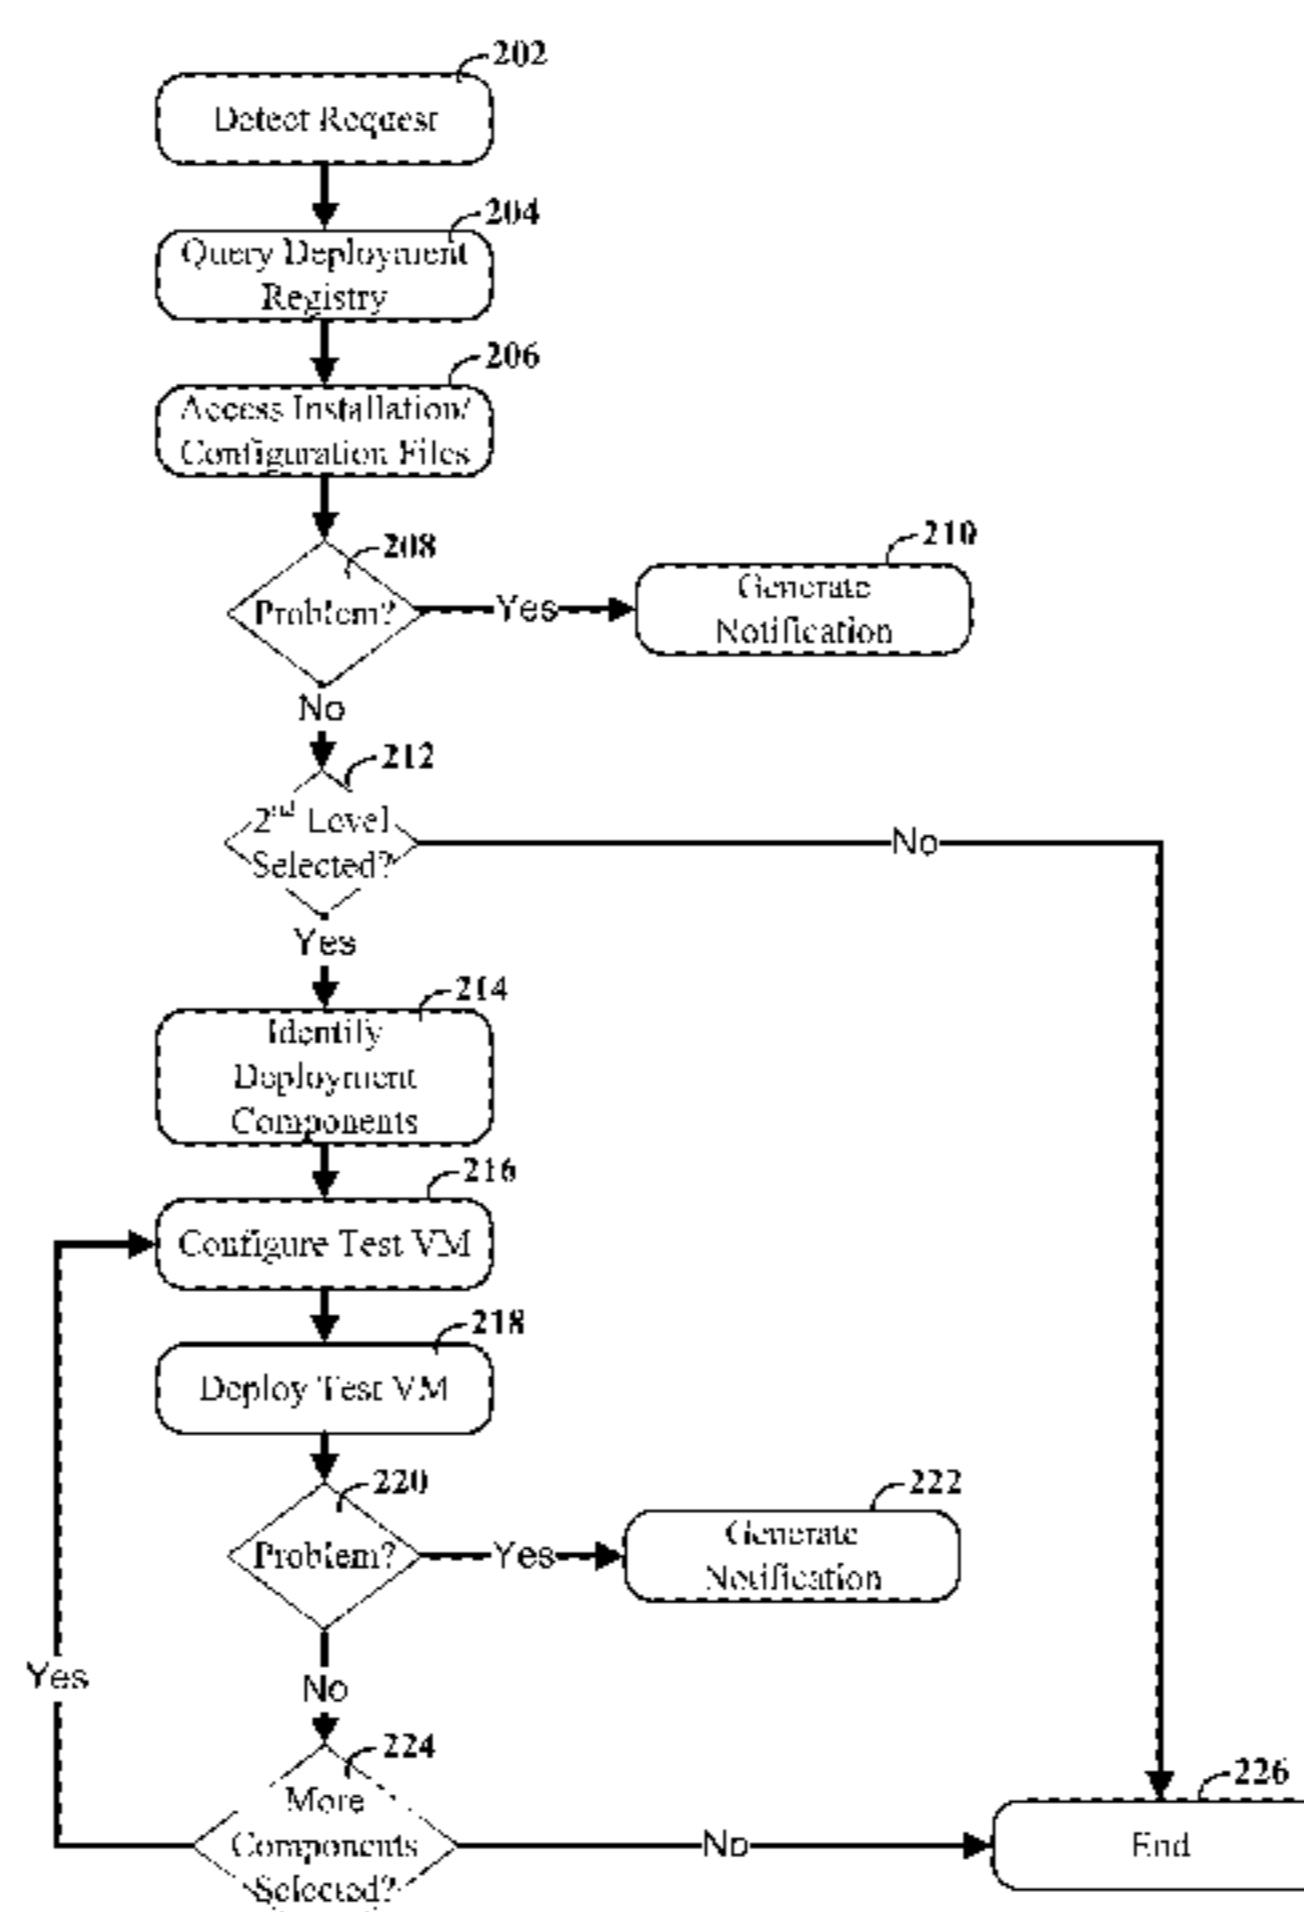 202
Detect Request
204
Query Deployment
Registry
206
Access Installation/
Configuration Files
208
Problem?
Yes
210
Generate
Notification
No
212
2nd Level
Selected?
No
Yes
214
Identify
Deployment
Components
216
Configure Test VM
218
Deploy Test VM
220
Problem?
Yes
222
Generate
Notification
Yes
No
224
More
Components
Selected?
No
226
End